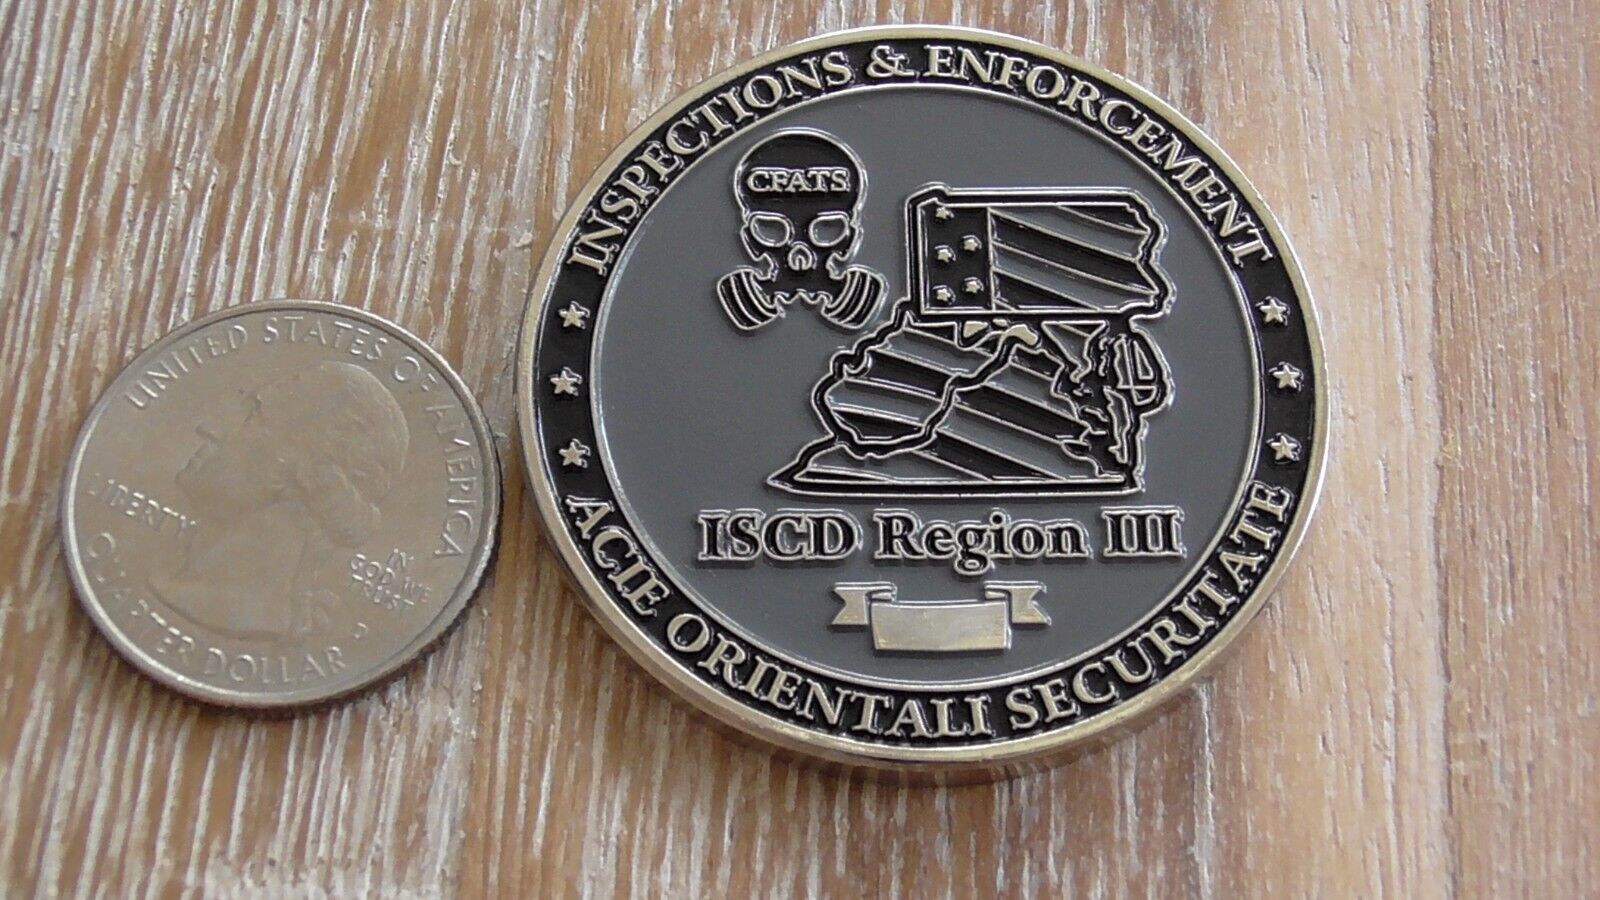 INSPECTIONS & ENFORCEMENT
CFATS
ISCD Region III
ACIE ORIENTALI SECURITATE
UNITED STATES OF AMERICA
LIBERTY
IN
GOD WE
TRUST
P
QUARTER DOLLAR